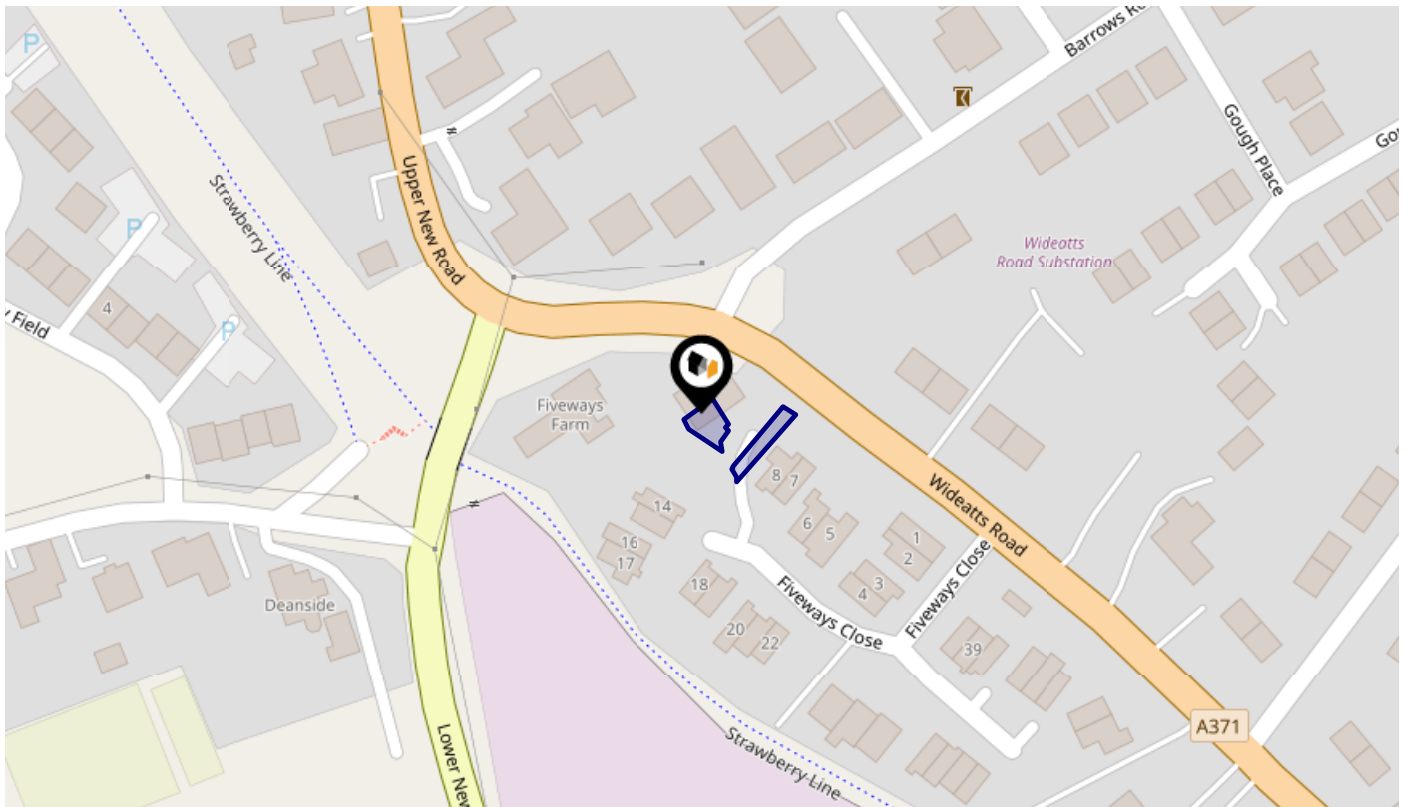 P
Barrows
Gough Place
Strawberry Line
P
Upper New Road
Wideatts
Road Substation
4
Field
P
Fiveways
Farm
8
7
14
6
5
16
17
1
2
Wideatts Road
18
3
4
Deanside
Fiveways Close
Fiveways Close
20
22
39
A371
Lower New
Strawberry Line